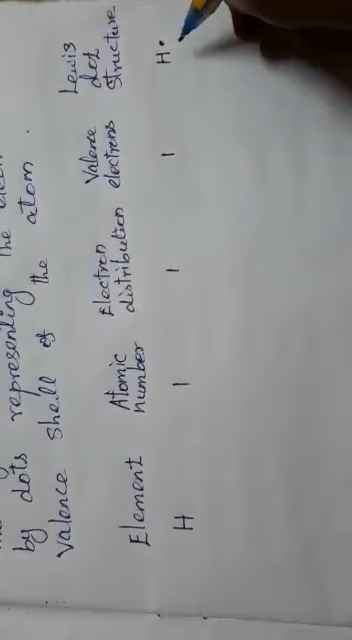 by dots representing the
valence shell of the atom.
Element Atomic number Electron distribution Valence electrons Lewis dot structure
H 1 1 1 H•